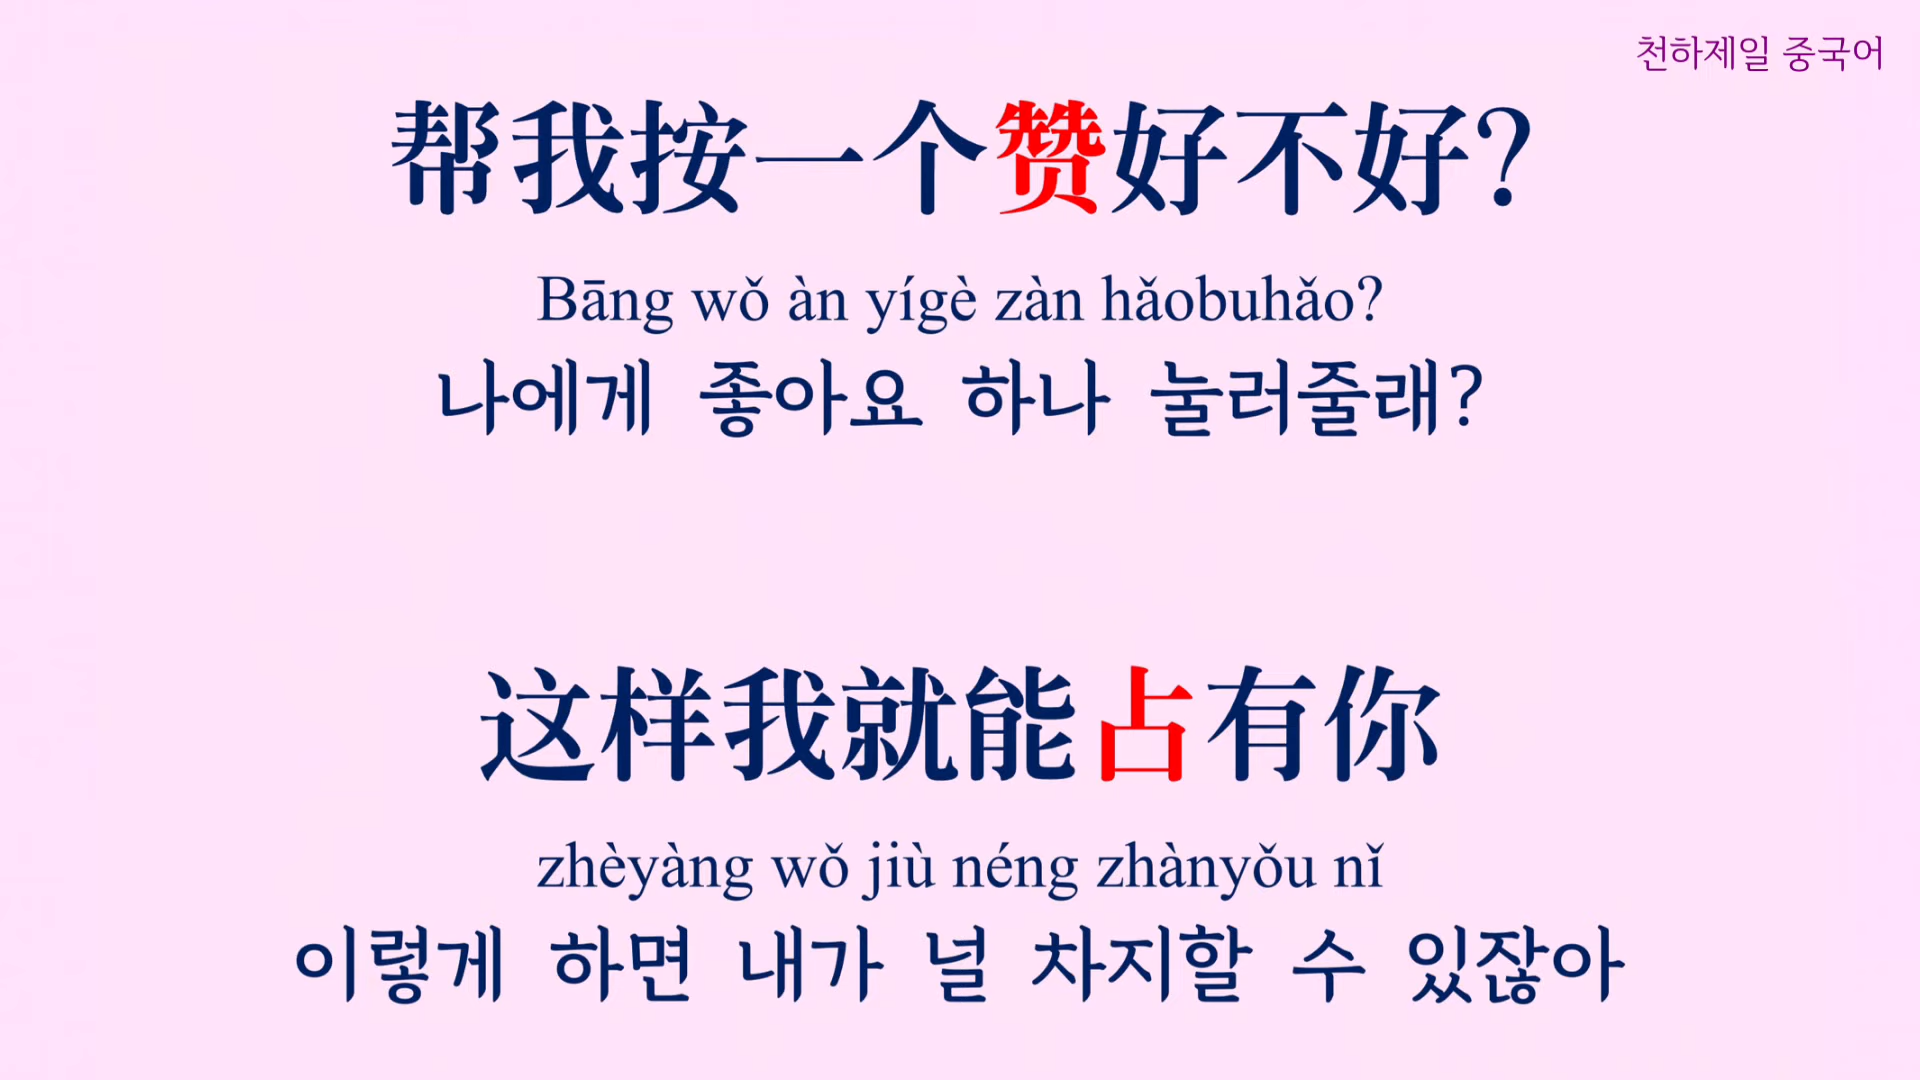 천하제일 중국어
帮我按一个赞好不好?
Bāng wǒ àn yígè zàn hǎobuhǎo?
나에게 좋아요 하나 눌러줄래?
这样我就能占有你
zhèyàng wǒ jiù néng zhànyǒu nǐ
이렇게 하면 내가 널 차지할 수 있잖아